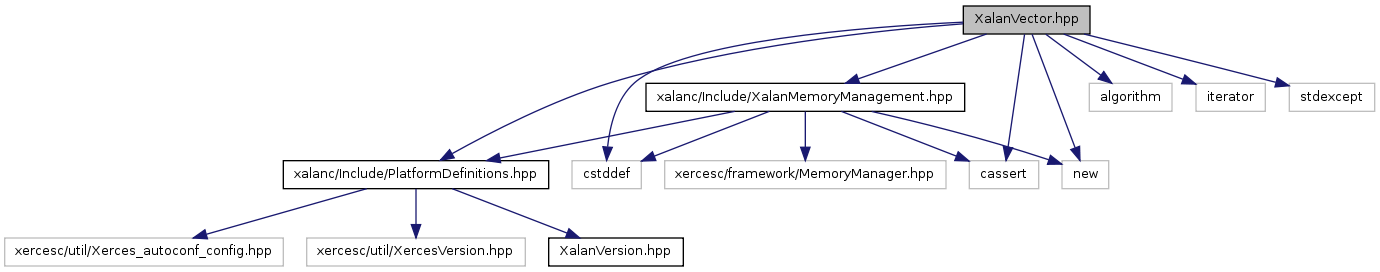 XalanVector.hpp
xalanc/Include/XalanMemoryManagement.hpp
algorithm
iterator
stdexcept
xalanc/Include/PlatformDefinitions.hpp
cstddef
xercesc/framework/MemoryManager.hpp
cassert
new
xercesc/util/Xerces_autoconf_config.hpp
xercesc/util/XercesVersion.hpp
XalanVersion.hpp